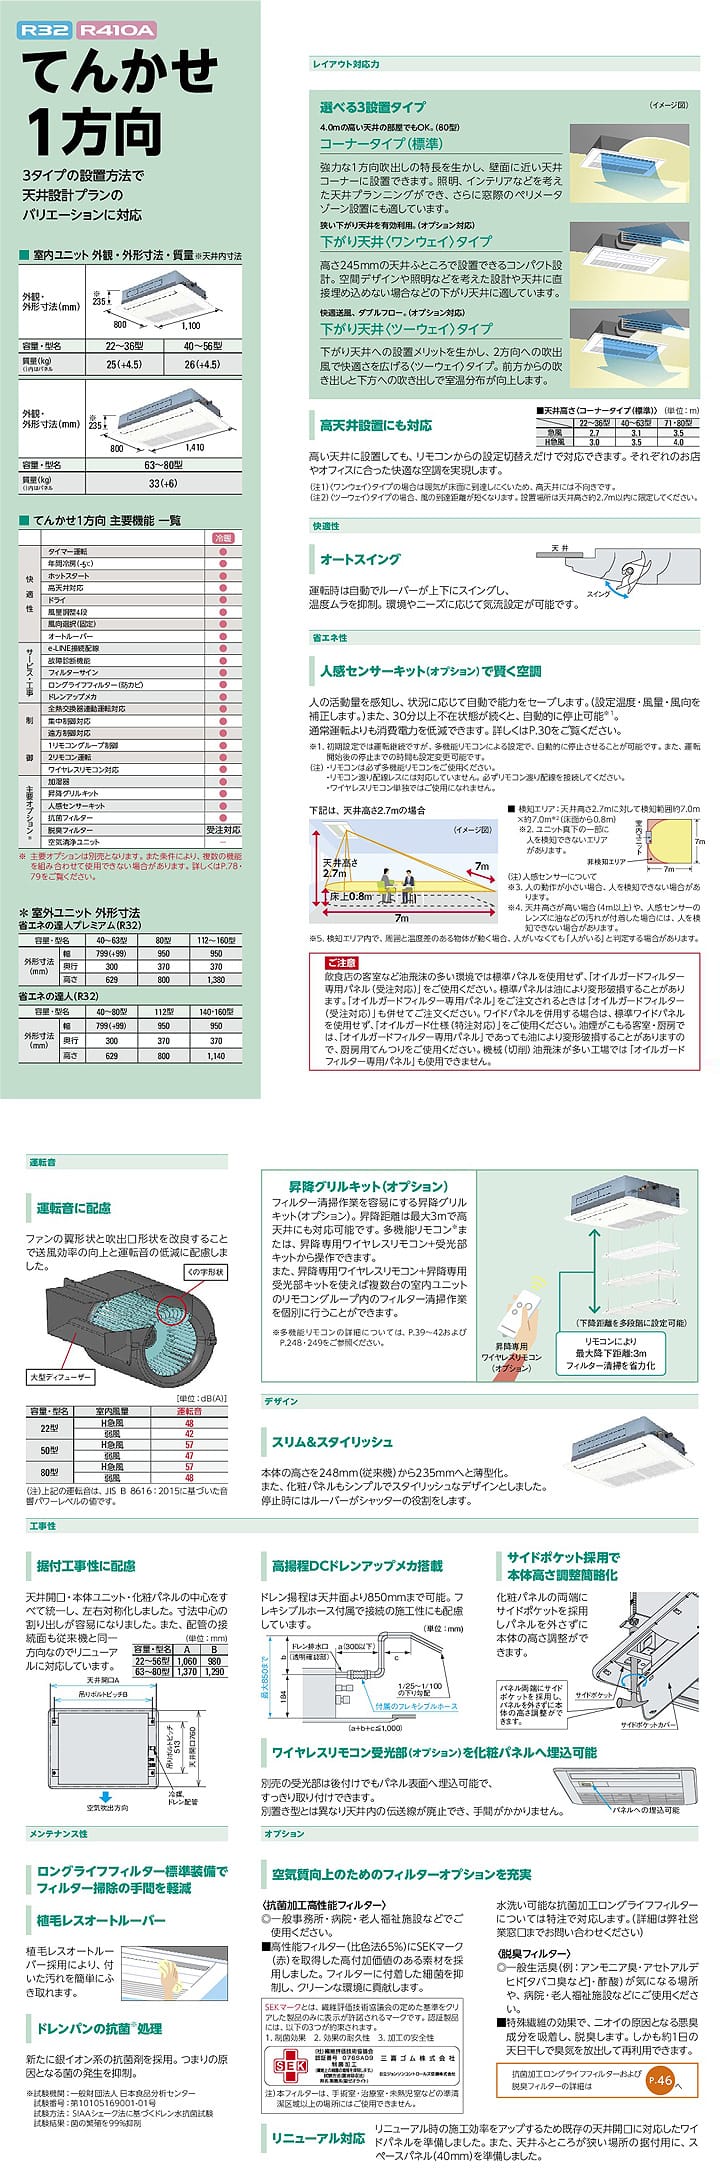 R32 R410A
てんかせ
1方向
3タイプの設置方法で
天井設計プランの
バリエーションに対応
■ 室内ユニット 外観・外形寸法・質量 ※天井内寸法
外観・
外形寸法(mm)
※
235
800
1,100
容量・型名 22～36型 40～56型
質量(kg)
()内はパネル
25(+4.5) 26(+4.5)
外観・
外形寸法(mm)
※
235
800
1,410
容量・型名 63～80型
質量(kg)
()内はパネル
33(+6)
■ てんかせ1方向 主要機能 一覧
冷暖
快適性
タイマー運転 ●
年間冷房(-5℃) ●
ホットスタート ●
高天井対応 ●
ドライ ●
風量調整4段 ●
風向選択(固定) ●
オートルーバー ●
サービス・工事
e-LINE接続配線 ●
故障診断機能 ●
フィルターサイン ●
ロングライフフィルター(防カビ) ●
ドレンアップメカ ●
制御
全熱交換器連動運転対応 ●
集中制御対応 ●
遠方制御対応 ●
1リモコングループ制御 ●
2リモコン運転 ●
ワイヤレスリモコン対応 ●
主要オプション※
加湿器 ●
昇降グリルキット ●
人感センサーキット ●
抗菌フィルター ●
脱臭フィルター 受注対応
空気清浄ユニット －
※ 主要オプションは別売となります。また条件により、複数の機能
を組み合わせて使用できない場合があります。詳しくはP.78・
79をご覧ください。
＊ 室外ユニット 外形寸法
省エネの達人プレミアム(R32)
容量・型名 40～63型 80型 112～160型
外形寸法
(mm)
幅 799(+99) 950 950
奥行 300 370 370
高さ 629 800 1,380
省エネの達人(R32)
容量・型名 40～80型 112型 140・160型
外形寸法
(mm)
幅 799(+99) 950 950
奥行 300 370 370
高さ 629 800 1,140
レイアウト対応力
選べる3設置タイプ
(イメージ図)
4.0mの高い天井の部屋でもOK。(80型)
コーナータイプ(標準)
強力な1方向吹出しの特長を生かし、壁面に近い天井
コーナーに設置できます。照明、インテリアなどを考え
た天井プランニングができ、さらに窓際のペリメータ
ゾーン設置にも適しています。
狭い下がり天井を有効利用。(オプション対応)
下がり天井〈ワンウェイ〉タイプ
高さ245mmの天井ふところで設置できるコンパクト設
計。空間デザインや照明などを考えた設計や天井に直
接埋め込めない場合などの下がり天井に適しています。
快適送風、ダブルフロー。(オプション対応)
下がり天井〈ツーウェイ〉タイプ
下がり天井への設置メリットを生かし、2方向への吹出
風で快適さを広げる〈ツーウェイ〉タイプ。前方からの吹
き出しと下方への吹き出しで室温分布が向上します。
高天井設置にも対応
■天井高さ〈コーナータイプ(標準)〉 (単位：m)
22～36型 40～63型 71・80型
急風 2.7 3.1 3.5
H急風 3.0 3.5 4.0
高い天井に設置しても、リモコンからの設定切替えだけで対応できます。それぞれのお店
やオフィスに合った快適な空調を実現します。
(注1)〈ワンウェイ〉タイプの場合は暖気が床面に到達しにくいため、高天井には不向きです。
(注2)〈ツーウェイ〉タイプの場合、風の到達距離が短くなります。設置場所は天井高さ約2.7m以内に限定してください。
快適性
オートスイング
運転時は自動でルーバーが上下にスイングし、
温度ムラを抑制。環境やニーズに応じて気流設定が可能です。
天井
スイング
省エネ性
人感センサーキット(オプション)で賢く空調
人の活動量を感知し、状況に応じて自動で能力をセーブします。(設定温度・風量・風向を
補正します。)また、30分以上不在状態が続くと、自動的に停止可能※1。
通常運転よりも消費電力を低減できます。詳しくはP.30をご覧ください。
※1. 初期設定では運転継続ですが、多機能リモコンによる設定で、自動的に停止させることが可能です。また、運転
開始後の停止までの時間も設定変更可能です。
(注)・リモコンは必ず多機能リモコンをご使用ください。
・リモコン渡り配線レスには対応していません。必ずリモコン渡り配線を接続してください。
・ワイヤレスリモコン単独ではご使用になれません。
下記は、天井高さ2.7mの場合
(イメージ図)
天井高さ
2.7m
床上0.8m
7m
7m
■ 検知エリア：天井高さ2.7mに対して検知範囲約7.0m
×約7.0m※2(床面から0.8m)
※2. ユニット真下の一部に
人を検知できないエリア
があります。
室内ユニット
非検知エリア
7m
7m
(注)人感センサーについて
※3. 人の動作が小さい場合、人を検知できない場合があ
ります。
※4. 天井高さが高い場合(4m以上)や、人感センサーの
レンズに油などの汚れが付着した場合には、人を検
知できない場合があります。
※5. 検知エリア内で、周囲と温度差のある物体が動く場合、人がいなくても「人がいる」と判定する場合があります。
ご注意
飲食店の客室など油飛沫の多い環境では標準パネルを使用せず、「オイルガードフィルター
専用パネル(受注対応)」をご使用ください。標準パネルは油により変形破損することがあり
ます。「オイルガードフィルター専用パネル」をご注文されるときは「オイルガードフィルター
(受注対応)」も併せてご注文ください。ワイドパネルを併用する場合は、標準ワイドパネル
を使用せず、「オイルガード仕様(特注対応)」をご使用ください。油煙がこもる客室・厨房で
は、「オイルガードフィルター専用パネル」であっても油により変形破損することがありますの
で、厨房用てんつりをご使用ください。機械(切削)油飛沫が多い工場では「オイルガード
フィルター専用パネル」も使用できません。
運転音
運転音に配慮
ファンの翼形状と吹出口形状を改良すること
で送風効率の向上と運転音の低減に配慮しま
した。
くの字形状
大型ディフューザー
[単位：dB(A)]
容量・型名 室内風量 運転音
22型 H急風 48
弱風 42
50型 H急風 57
弱風 47
80型 H急風 57
弱風 48
(注)上記の運転音は、JIS B 8616：2015に基づいた音
響パワーレベルの値です。
昇降グリルキット(オプション)
フィルター清掃作業を容易にする昇降グリル
キット(オプション)。昇降距離は最大3mで高
天井にも対応可能です。多機能リモコン※ま
たは、昇降専用ワイヤレスリモコン+受光部
キットから操作できます。
また、昇降専用ワイヤレスリモコン+昇降専用
受光部キットを使えば複数台の室内ユニット
のリモコングループ内のフィルター清掃作業
を個別に行うことができます。
※多機能リモコンの詳細については、P.39～42および
P.248・249をご参照ください。
昇降専用
ワイヤレスリモコン
(オプション)
(下降距離を多段階に設定可能)
リモコンにより
最大降下距離:3m
フィルター清掃を省力化
デザイン
スリム&スタイリッシュ
本体の高さを248mm(従来機)から235mmへと薄型化。
また、化粧パネルもシンプルでスタイリッシュなデザインとしました。
停止時にはルーバーがシャッターの役割をします。
工事性
据付工事性に配慮
天井開口・本体ユニット・化粧パネルの中心をす
べて統一し、左右対称化しました。寸法中心の
割り出しが容易になりました。また、配管の接
続面も従来機と同一
方向なのでリニューア
ルに対応しています。
(単位：mm)
容量・型名 A B
22～56型 1,060 980
63～80型 1,370 1,290
天井開口A
吊りボルトピッチB
吊りボルトピッチ
513
天井開口760
冷媒、
ドレン配管
空気吹出方向
高揚程DCドレンアップメカ搭載
ドレン揚程は天井面より850mmまで可能。フ
レキシブルホース付属で接続の施工性にも配慮
しています。
(単位：mm)
ドレン排水口
(透明確認部)
a(300以下)
c
b
最大850まで
184
1/25～1/100
の下り勾配
付属のフレキシブルホース
(a+b+c≦1,000)
サイドポケット採用で
本体高さ調整簡略化
化粧パネルの両端に
サイドポケットを採用
しパネルを外さずに
本体の高さ調整がで
きます。
パネル両端にサイド
ポケットを採用し、
パネルを外さずに本
体の高さ調整がで
きます。
サイドポケット
サイドポケットカバー
ワイヤレスリモコン受光部(オプション)を化粧パネルへ埋込可能
別売の受光部は後付けでもパネル表面へ埋込可能で、
すっきり取り付けできます。
別置き型とは異なり天井内の伝送線が廃止でき、手間がかかりません。
パネルへの埋込可能
メンテナンス性
ロングライフフィルター標準装備で
フィルター掃除の手間を軽減
植毛レスオートルーバー
植毛レスオートルー
バー採用により、付
いた汚れを簡単にふ
き取れます。
ドレンパンの抗菌※処理
新たに銀イオン系の抗菌剤を採用。つまりの原
因となる菌の発生を抑制。
※試験機関：一般財団法人 日本食品分析センター
試験番号：第10105169001-01号
試験方法：SIAAシェーク法に基づくドレン水抗菌試験
試験結果：菌の繁殖を99%抑制
オプション
空気質向上のためのフィルターオプションを充実
〈抗菌加工高性能フィルター〉
◎一般事務所・病院・老人福祉施設などでご
使用ください。
■高性能フィルター(比色法65%)にSEKマーク
(赤)を取得した高付加価値のある素材を採
用しました。フィルターに付着した細菌を抑
制し、クリーンな環境に貢献します。
SEKマークとは、繊維評価技術協議会の定めた基準をクリ
アした製品のみに表示が許諾されるマークです。認証製品
には、以下の3つが約束されます。
1. 制菌効果 2. 効果の耐久性 3. 加工の安全性
SEK
(社)繊維評価技術協議会
認証番号 076SA09
制菌加工
三喜ゴム株式会社
日立ジョンソンコントロールズ空調株式会社
注)本フィルターは、手術室・治療室・未熟児室などの準清
潔区域以上の場所にはご使用できません。
水洗い可能な抗菌加工ロングライフフィルター
については特注で対応します。(詳細は弊社営
業窓口までお問い合わせください)
〈脱臭フィルター〉
◎一般生活臭(例：アンモニア臭・アセトアルデ
ヒド[タバコ臭など]・酢酸)が気になる場所
や、病院・老人福祉施設などにご使用くださ
い。
■特殊繊維の効果で、ニオイの原因となる悪臭
成分を吸着し、脱臭します。しかも約1日の
天日干しで臭気を放出して再利用できます。
抗菌加工ロングライフフィルターおよび
脱臭フィルターの詳細は P.46 へ
リニューアル対応
リニューアル時の施工効率をアップするため既存の天井開口に対応したワイ
ドパネルを準備しました。また、天井ふところが狭い場所の据付用に、ス
ペースパネル(40mm)を準備しました。